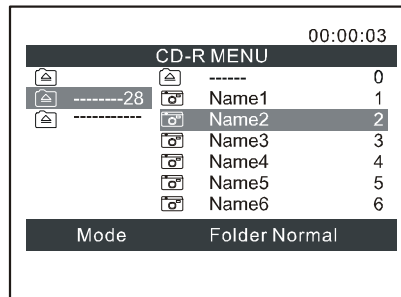 00:00:03
CD-R MENU
------ 0
--------28 Name1 1
----------- Name2 2
Name3 3
Name4 4
Name5 5
Name6 6
Mode Folder Normal